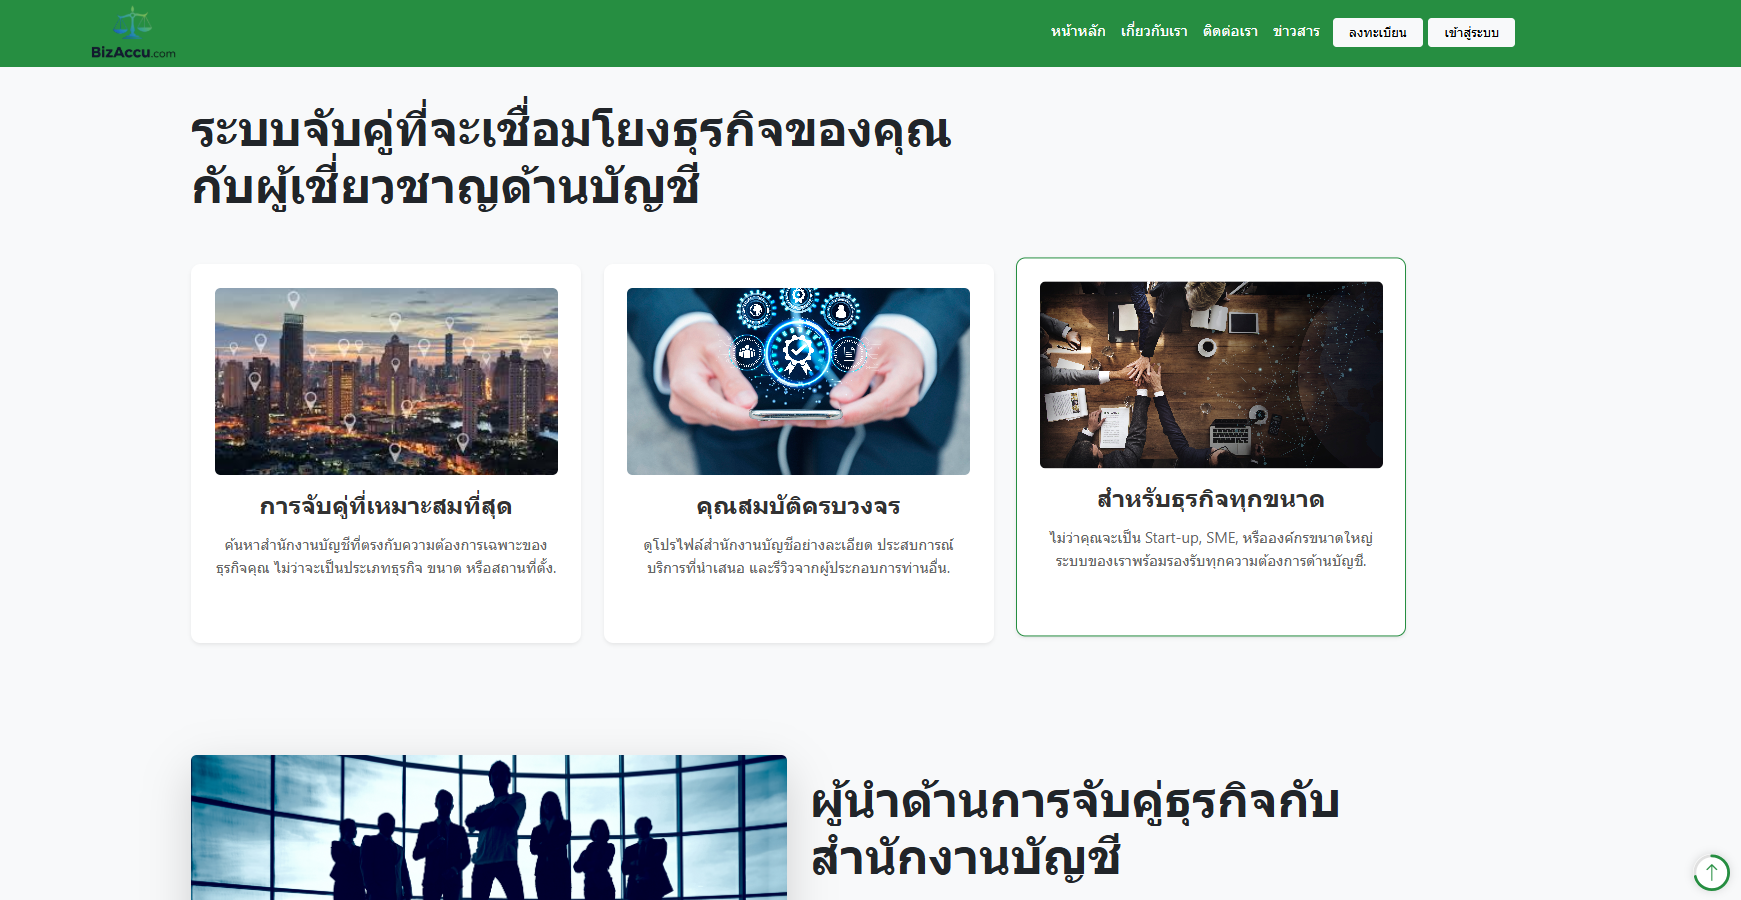 BizAccu.com
หน้าหลัก เกี่ยวกับเรา ติดต่อเรา ข่าวสาร ลงทะเบียน เข้าสู่ระบบ
ระบบจับคู่ที่จะเชื่อมโยงธุรกิจของคุณ
กับผู้เชี่ยวชาญด้านบัญชี
การจับคู่ที่เหมาะสมที่สุด
ค้นหาสำนักงานบัญชีที่ตรงกับความต้องการเฉพาะของ
ธุรกิจคุณ ไม่ว่าจะเป็นประเภทธุรกิจ ขนาด หรือสถานที่ตั้ง.
คุณสมบัติครบวงจร
ดูโปรไฟล์สำนักงานบัญชีอย่างละเอียด ประสบการณ์
บริการที่นำเสนอ และรีวิวจากผู้ประกอบการท่านอื่น.
สำหรับธุรกิจทุกขนาด
ไม่ว่าคุณจะเป็น Start-up, SME, หรือองค์กรขนาดใหญ่
ระบบของเราพร้อมรองรับทุกความต้องการด้านบัญชี.
ผู้นำด้านการจับคู่ธุรกิจกับ
สำนักงานบัญชี